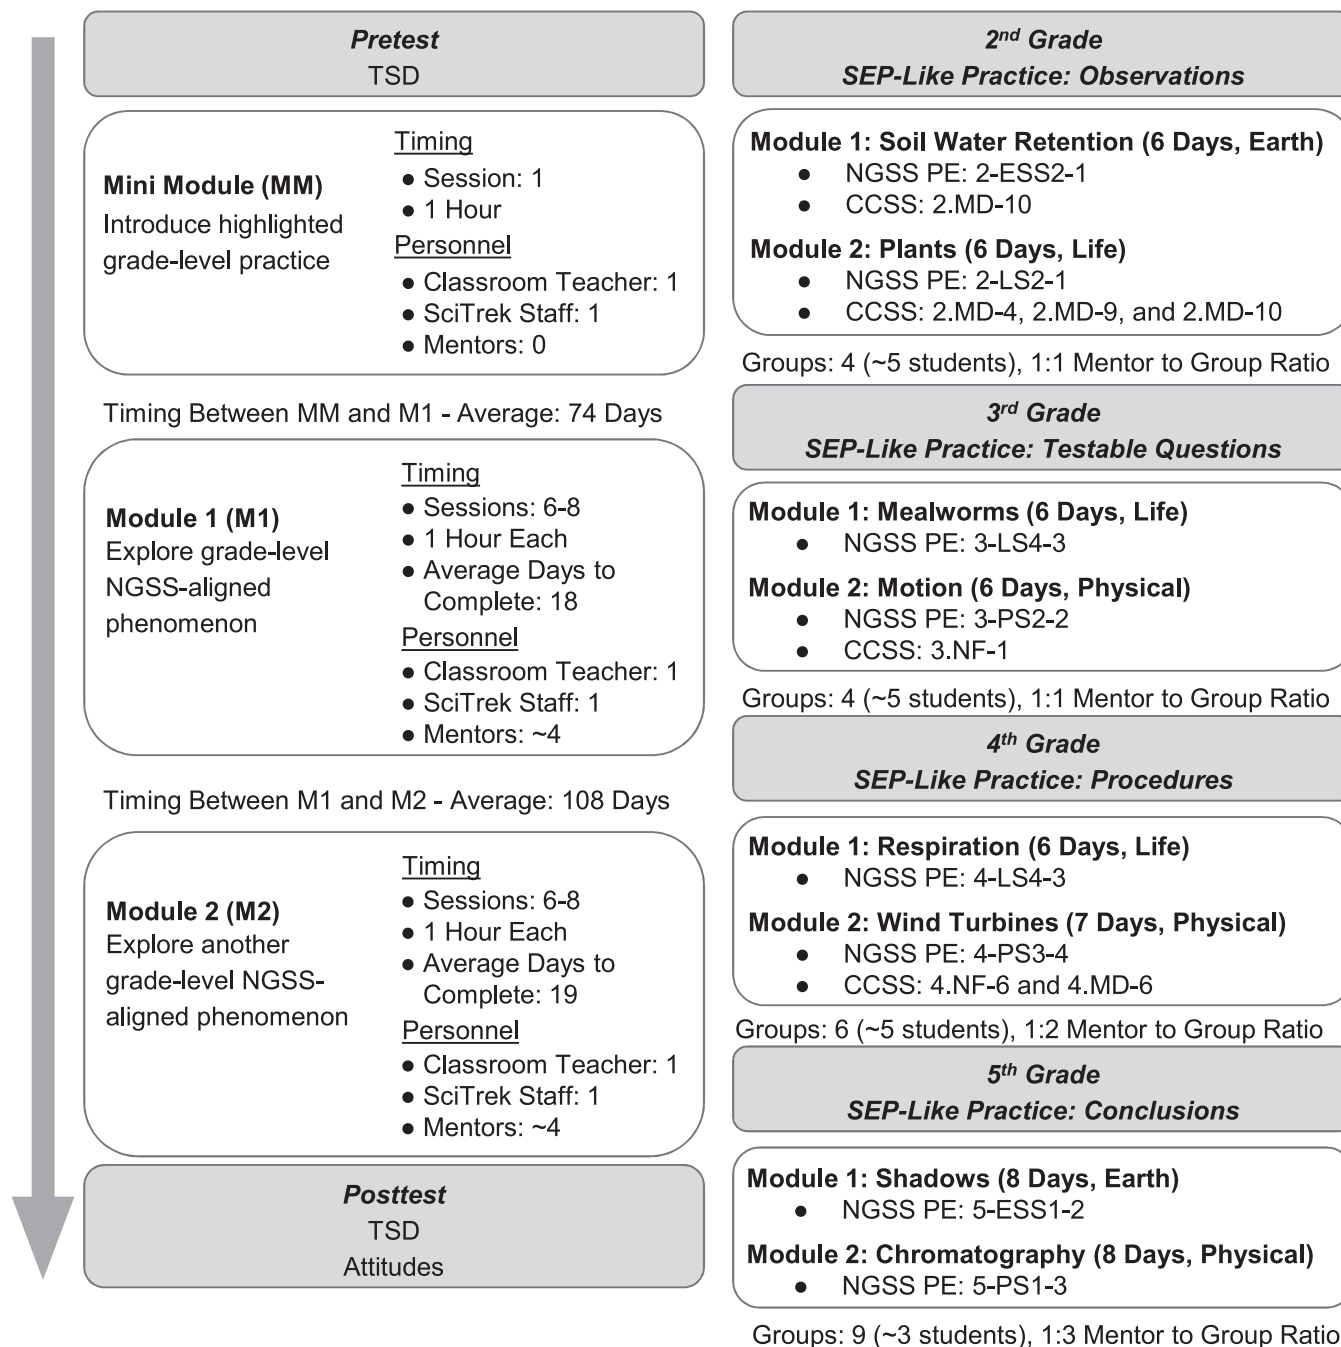 Pretest
TSD
Mini Module (MM)
Introduce highlighted
grade-level practice
Timing
● Session: 1
● 1 Hour
Personnel
● Classroom Teacher: 1
● SciTrek Staff: 1
● Mentors: 0
Timing Between MM and M1 - Average: 74 Days
Module 1 (M1)
Explore grade-level
NGSS-aligned
phenomenon
Timing
● Sessions: 6-8
● 1 Hour Each
● Average Days to
Complete: 18
Personnel
● Classroom Teacher: 1
● SciTrek Staff: 1
● Mentors: ~4
Timing Between M1 and M2 - Average: 108 Days
Module 2 (M2)
Explore another
grade-level NGSS-
aligned phenomenon
Timing
● Sessions: 6-8
● 1 Hour Each
● Average Days to
Complete: 19
Personnel
● Classroom Teacher: 1
● SciTrek Staff: 1
● Mentors: ~4
Posttest
TSD
Attitudes
2nd Grade
SEP-Like Practice: Observations
Module 1: Soil Water Retention (6 Days, Earth)
● NGSS PE: 2-ESS2-1
● CCSS: 2.MD-10
Module 2: Plants (6 Days, Life)
● NGSS PE: 2-LS2-1
● CCSS: 2.MD-4, 2.MD-9, and 2.MD-10
Groups: 4 (~5 students), 1:1 Mentor to Group Ratio
3rd Grade
SEP-Like Practice: Testable Questions
Module 1: Mealworms (6 Days, Life)
● NGSS PE: 3-LS4-3
Module 2: Motion (6 Days, Physical)
● NGSS PE: 3-PS2-2
● CCSS: 3.NF-1
Groups: 4 (~5 students), 1:1 Mentor to Group Ratio
4th Grade
SEP-Like Practice: Procedures
Module 1: Respiration (6 Days, Life)
● NGSS PE: 4-LS4-3
Module 2: Wind Turbines (7 Days, Physical)
● NGSS PE: 4-PS3-4
● CCSS: 4.NF-6 and 4.MD-6
Groups: 6 (~5 students), 1:2 Mentor to Group Ratio
5th Grade
SEP-Like Practice: Conclusions
Module 1: Shadows (8 Days, Earth)
● NGSS PE: 5-ESS1-2
Module 2: Chromatography (8 Days, Physical)
● NGSS PE: 5-PS1-3
Groups: 9 (~3 students), 1:3 Mentor to Group Ratio